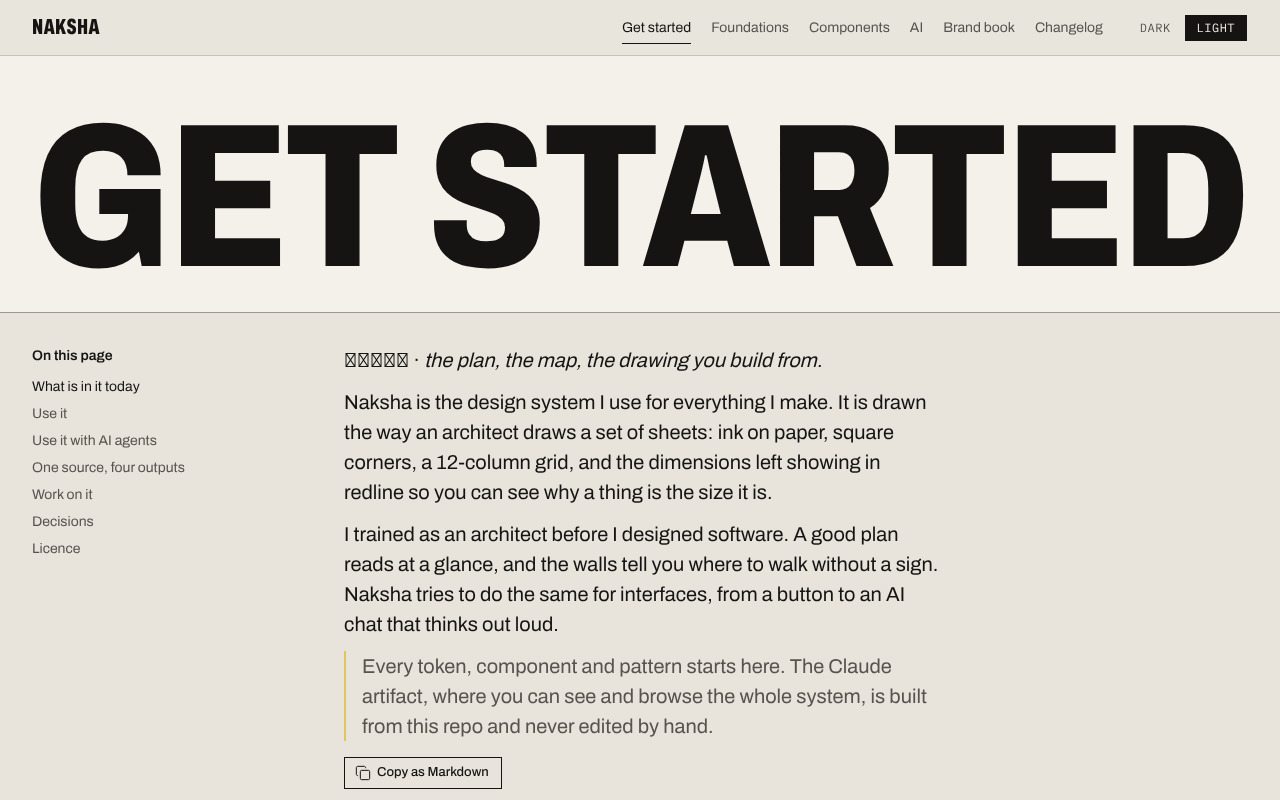 NAKSHA
Get started Foundations Components AI Brand book Changelog DARK LIGHT
GET STARTED
On this page
What is in it today
Use it
Use it with AI agents
One source, four outputs
Work on it
Decisions
Licence
· the plan, the map, the drawing you build from.
Naksha is the design system I use for everything I make. It is drawn
the way an architect draws a set of sheets: ink on paper, square
corners, a 12-column grid, and the dimensions left showing in
redline so you can see why a thing is the size it is.
I trained as an architect before I designed software. A good plan
reads at a glance, and the walls tell you where to walk without a sign.
Naksha tries to do the same for interfaces, from a button to an AI
chat that thinks out loud.
Every token, component and pattern starts here. The Claude
artifact, where you can see and browse the whole system, is built
from this repo and never edited by hand.
Copy as Markdown